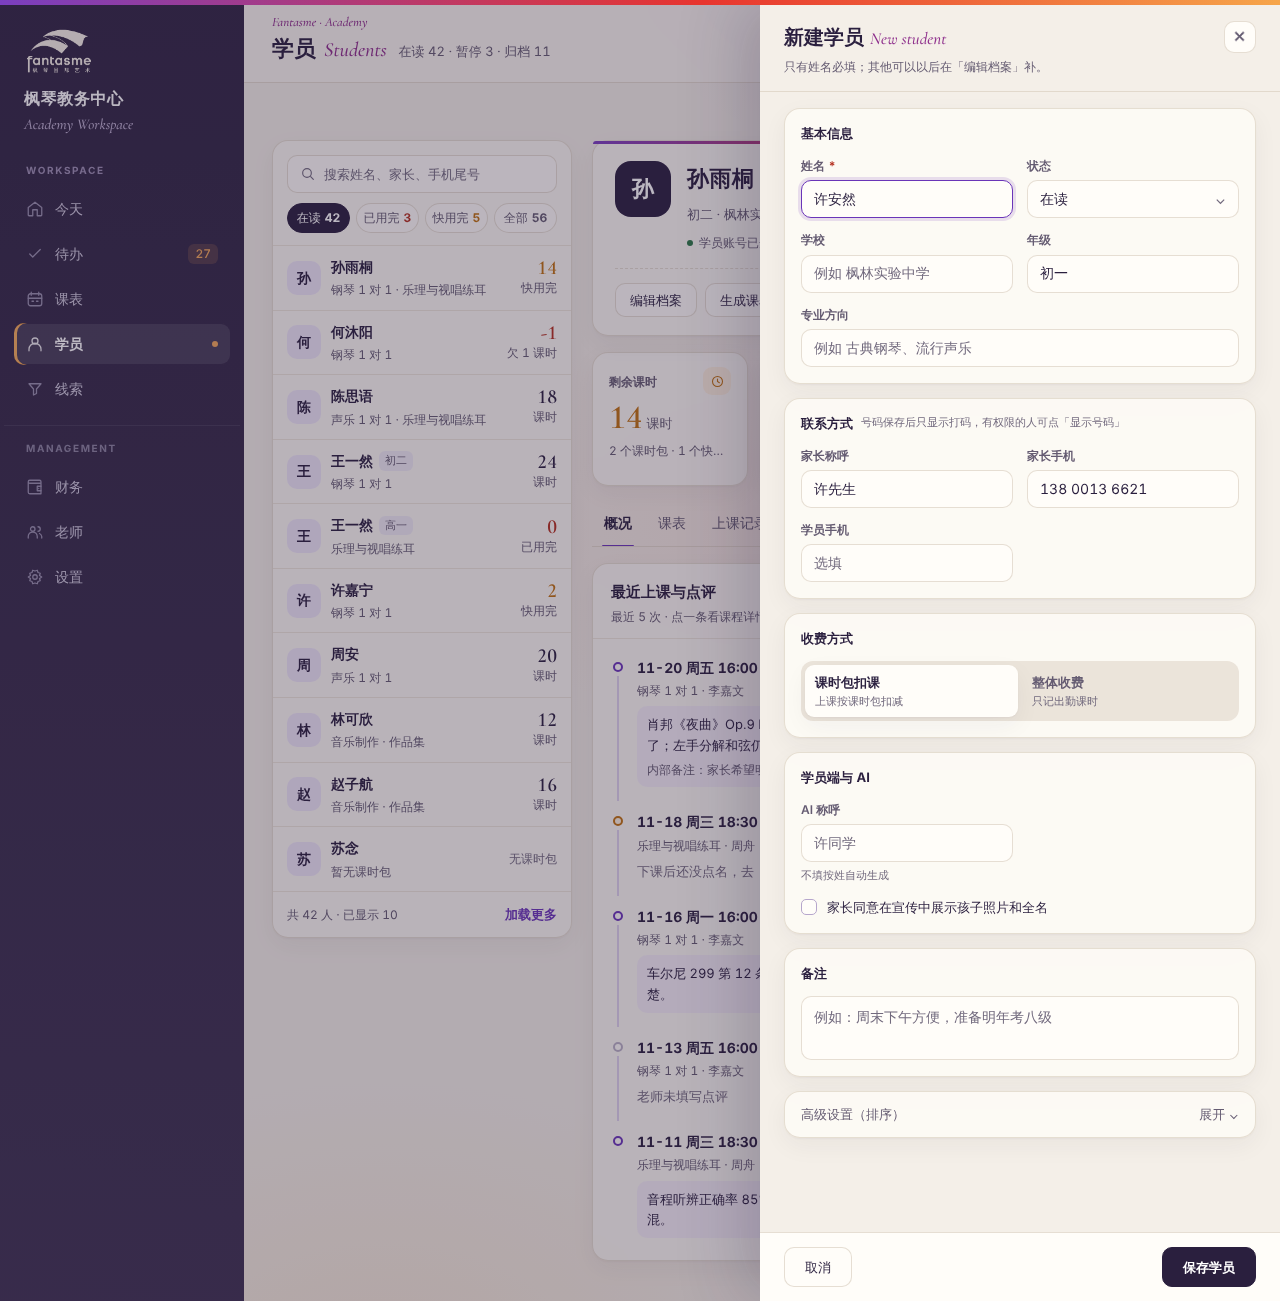 fantasme
枫琴音悦艺术
枫琴教务中心
Academy Workspace
WORKSPACE
今天
待办 27
课表
学员
线索
MANAGEMENT
财务
老师
设置
Fantasme · Academy
学员 Students 在读 42 · 暂停 3 · 归档 11
搜索姓名、家长、手机尾号
在读 42 已用完 3 快用完 5 全部 56
孙 孙雨桐 14
钢琴 1 对 1 · 乐理与视唱练耳 快用完
何 何沐阳 -1
钢琴 1 对 1 欠 1 课时
陈 陈思语 18
声乐 1 对 1 · 乐理与视唱练耳 课时
王 王一然 初二 24
钢琴 1 对 1 课时
王 王一然 高一 0
乐理与视唱练耳 已用完
许 许嘉宁 2
钢琴 1 对 1 快用完
周 周安 20
声乐 1 对 1 课时
林 林可欣 12
音乐制作 · 作品集 课时
赵 赵子航 16
音乐制作 · 作品集 课时
苏 苏念 无课时包
暂无课时包
共 42 人 · 已显示 10 加载更多
孙 孙雨桐
初二 · 枫林实
学员账号已
编辑档案 生成课
剩余课时
14 课时
2 个课时包 · 1 个快...
概况 课表 上课记录
最近上课与点评
最近 5 次 · 点一条看课程详情
11-20 周五 16:00
钢琴 1 对 1 · 李嘉文
肖邦《夜曲》Op.9
了；左手分解和弦仍
内部备注：家长希望明
11-18 周三 18:30
乐理与视唱练耳 · 周舟
下课后还没点名，去
11-16 周一 16:00
钢琴 1 对 1 · 李嘉文
车尔尼 299 第 12 条
楚。
11-13 周五 16:00
钢琴 1 对 1 · 李嘉文
老师未填写点评
11-11 周三 18:30
乐理与视唱练耳 · 周舟
音程听辨正确率 85
混。
新建学员 New student
只有姓名必填；其他可以以后在「编辑档案」补。
基本信息
姓名 * 状态
许安然 在读
学校 年级
例如 枫林实验中学 初一
专业方向
例如 古典钢琴、流行声乐
联系方式 号码保存后只显示打码，有权限的人可点「显示号码」
家长称呼 家长手机
许先生 138 0013 6621
学员手机
选填
收费方式
课时包扣课 整体收费
上课按课时包扣减 只记出勤课时
学员端与 AI
AI 称呼
许同学
不填按姓自动生成
家长同意在宣传中展示孩子照片和全名
备注
例如：周末下午方便，准备明年考八级
高级设置（排序） 展开
取消 保存学员